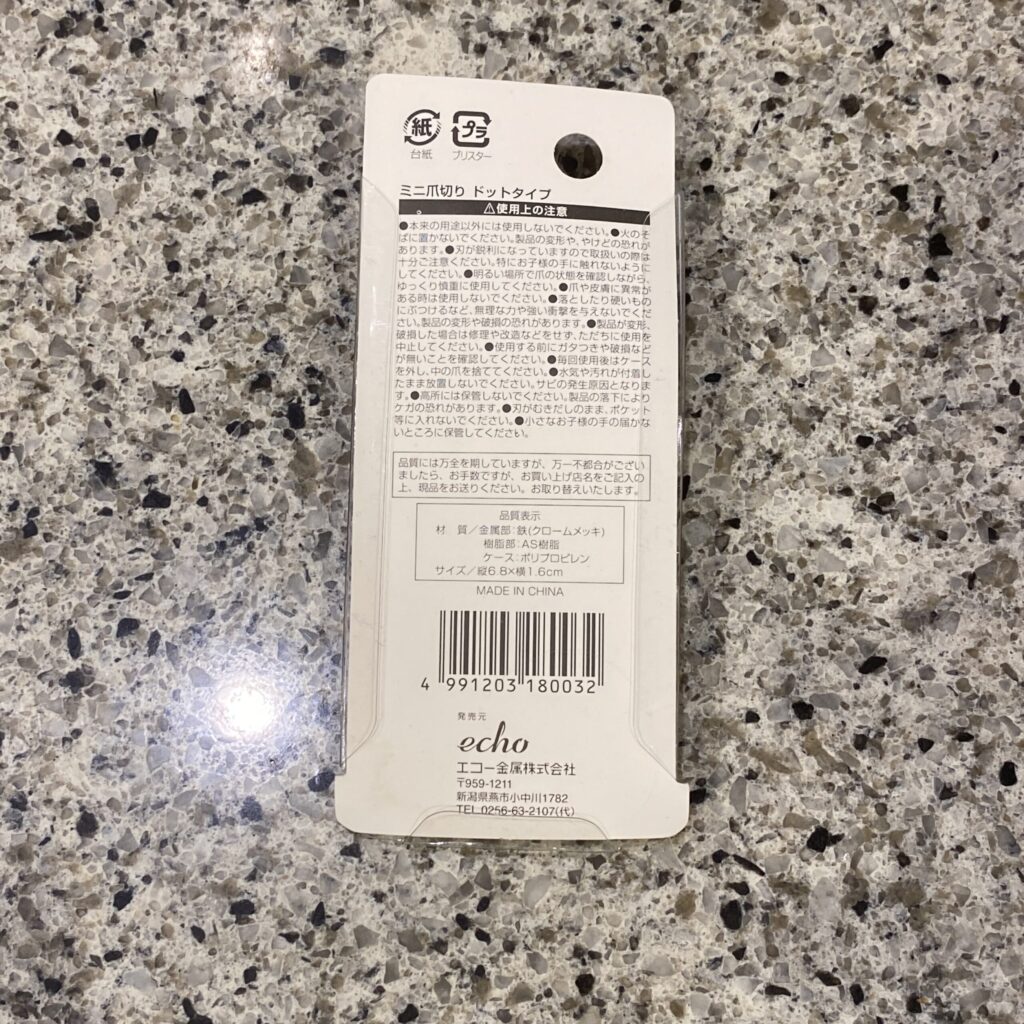 紙 プラ
台紙 ブリスター
ミニ爪切り ドットタイプ
⚠使用上の注意
●本来の用途以外には使用しないでください。●火のそ
ばに置かないでください。製品の変形や、やけどの恐れが
あります。●刃が鋭利になっていますので取扱いの際は
十分ご注意ください。特にお子様の手に触れないように
してください。●明るい場所で爪の状態を確認しながら、
ゆっくり慎重に使用してください。●爪や皮膚に異常が
ある時は使用しないでください。●落としたり硬いもの
にぶつけるなど、無理な力や強い衝撃を与えないでくだ
さい。製品の変形や破損の恐れがあります。●製品が変形、
破損した場合は修理や改造などをせず、ただちに使用を
中止してください。●使用する前にガタつきや破損など
が無いことを確認してください。●毎回使用後はケース
を外し、中の爪を捨ててください。●水気や汚れが付着し
たまま放置しないでください。サビの発生原因となりま
す。●高所には保管しないでください。製品の落下により
ケガの恐れがあります。●刃がむきだしのまま、ポケット
等に入れないでください。●小さなお子様の手の届かな
いところに保管してください。
品質には万全を期していますが、万一不都合がござい
ましたら、お手数ですが、お買い上げ店名をご記入の
上、現品をお送りください。お取り替えいたします。
品質表示
材 質／金属部：鉄(クロームメッキ)
樹脂部：AS樹脂
ケース：ポリプロピレン
サイズ／縦6.8×横1.6cm
MADE IN CHINA
4 991203 180032
発売元
echo
エコー金属株式会社
〒959-1211
新潟県燕市小中川1782
TEL 0256-63-2107(代)